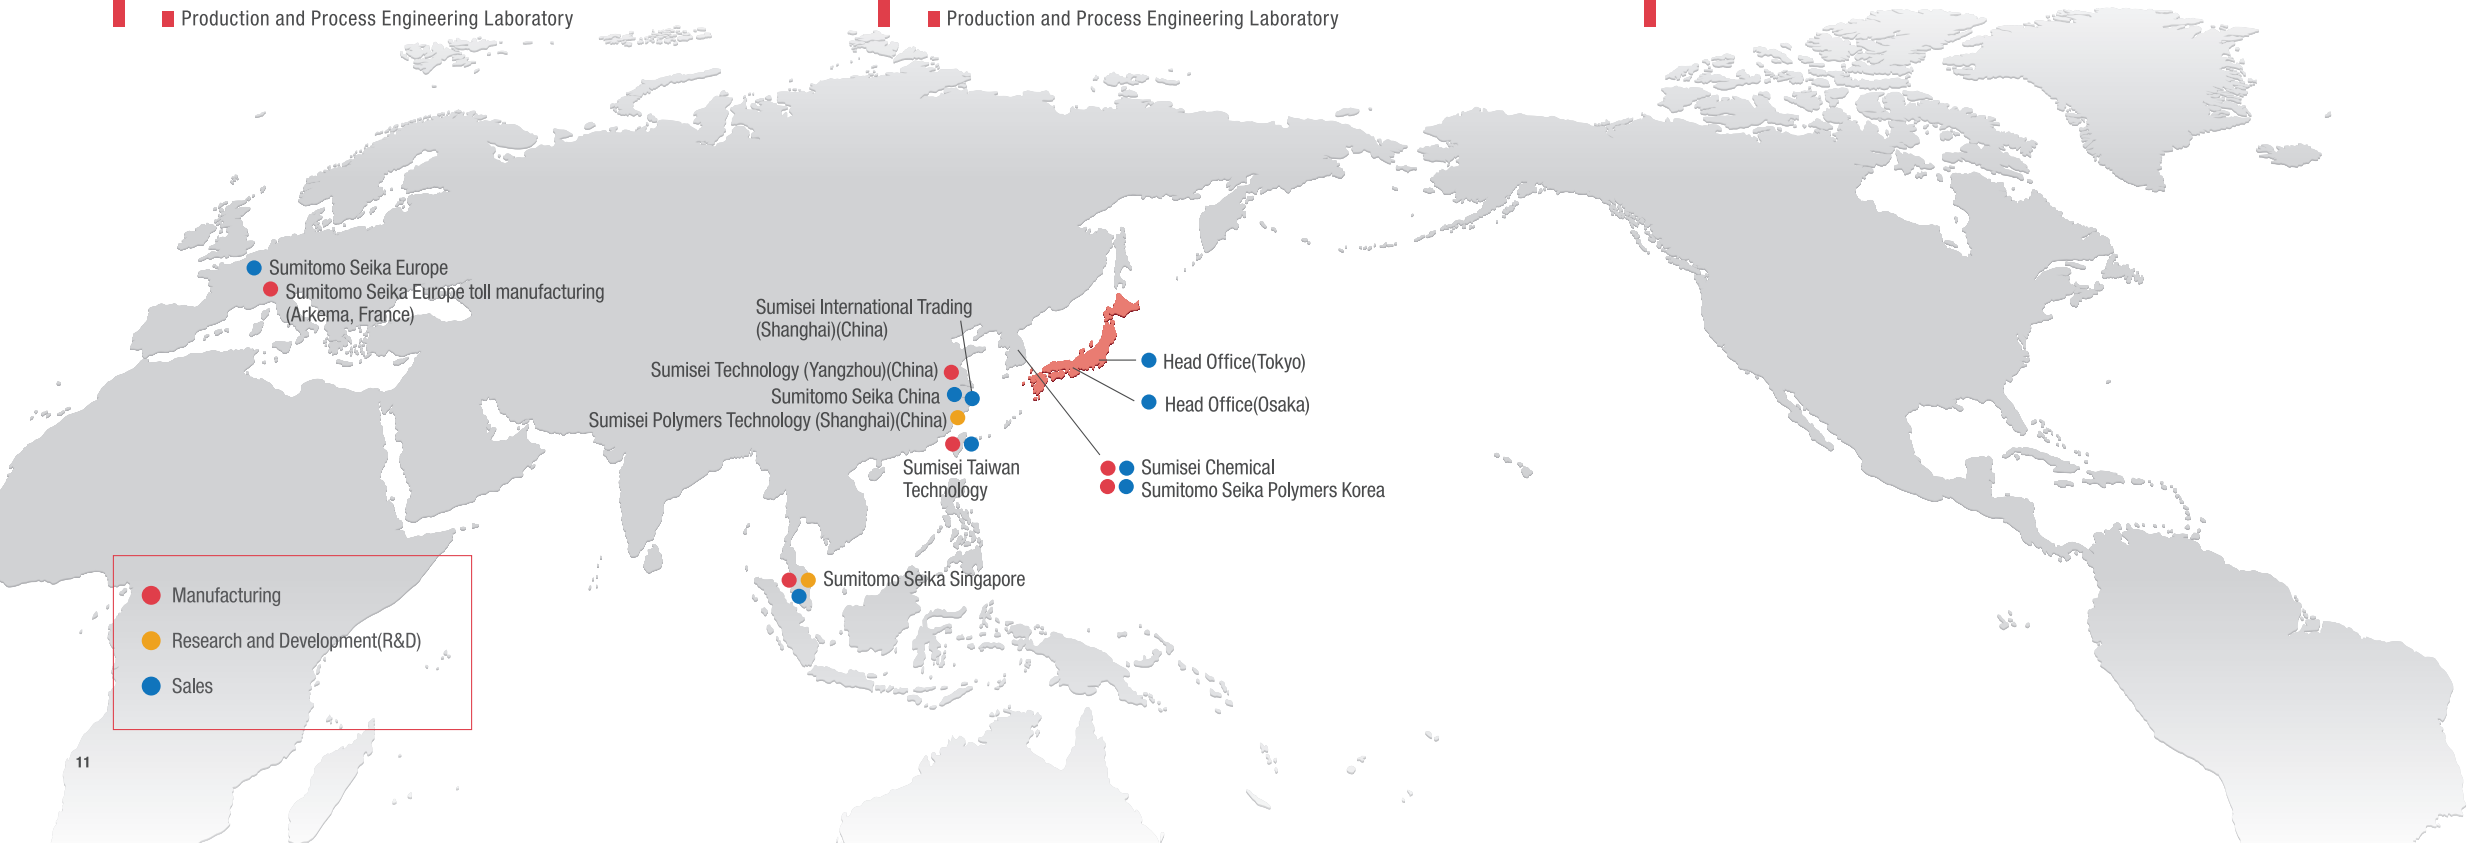 Production and Process Engineering Laboratory
Production and Process Engineering Laboratory
Sumitomo Seika Europe
Sumitomo Seika Europe toll manufacturing
(Arkema, France)
Sumisei International Trading
(Shanghai)(China)
Sumisei Technology (Yangzhou)(China)
Sumitomo Seika China
Sumisei Polymers Technology (Shanghai)(China)
Sumisei Taiwan
Technology
Head Office(Tokyo)
Head Office(Osaka)
Sumisei Chemical
Sumitomo Seika Polymers Korea
Sumitomo Seika Singapore
Manufacturing
Research and Development(R&D)
Sales
11